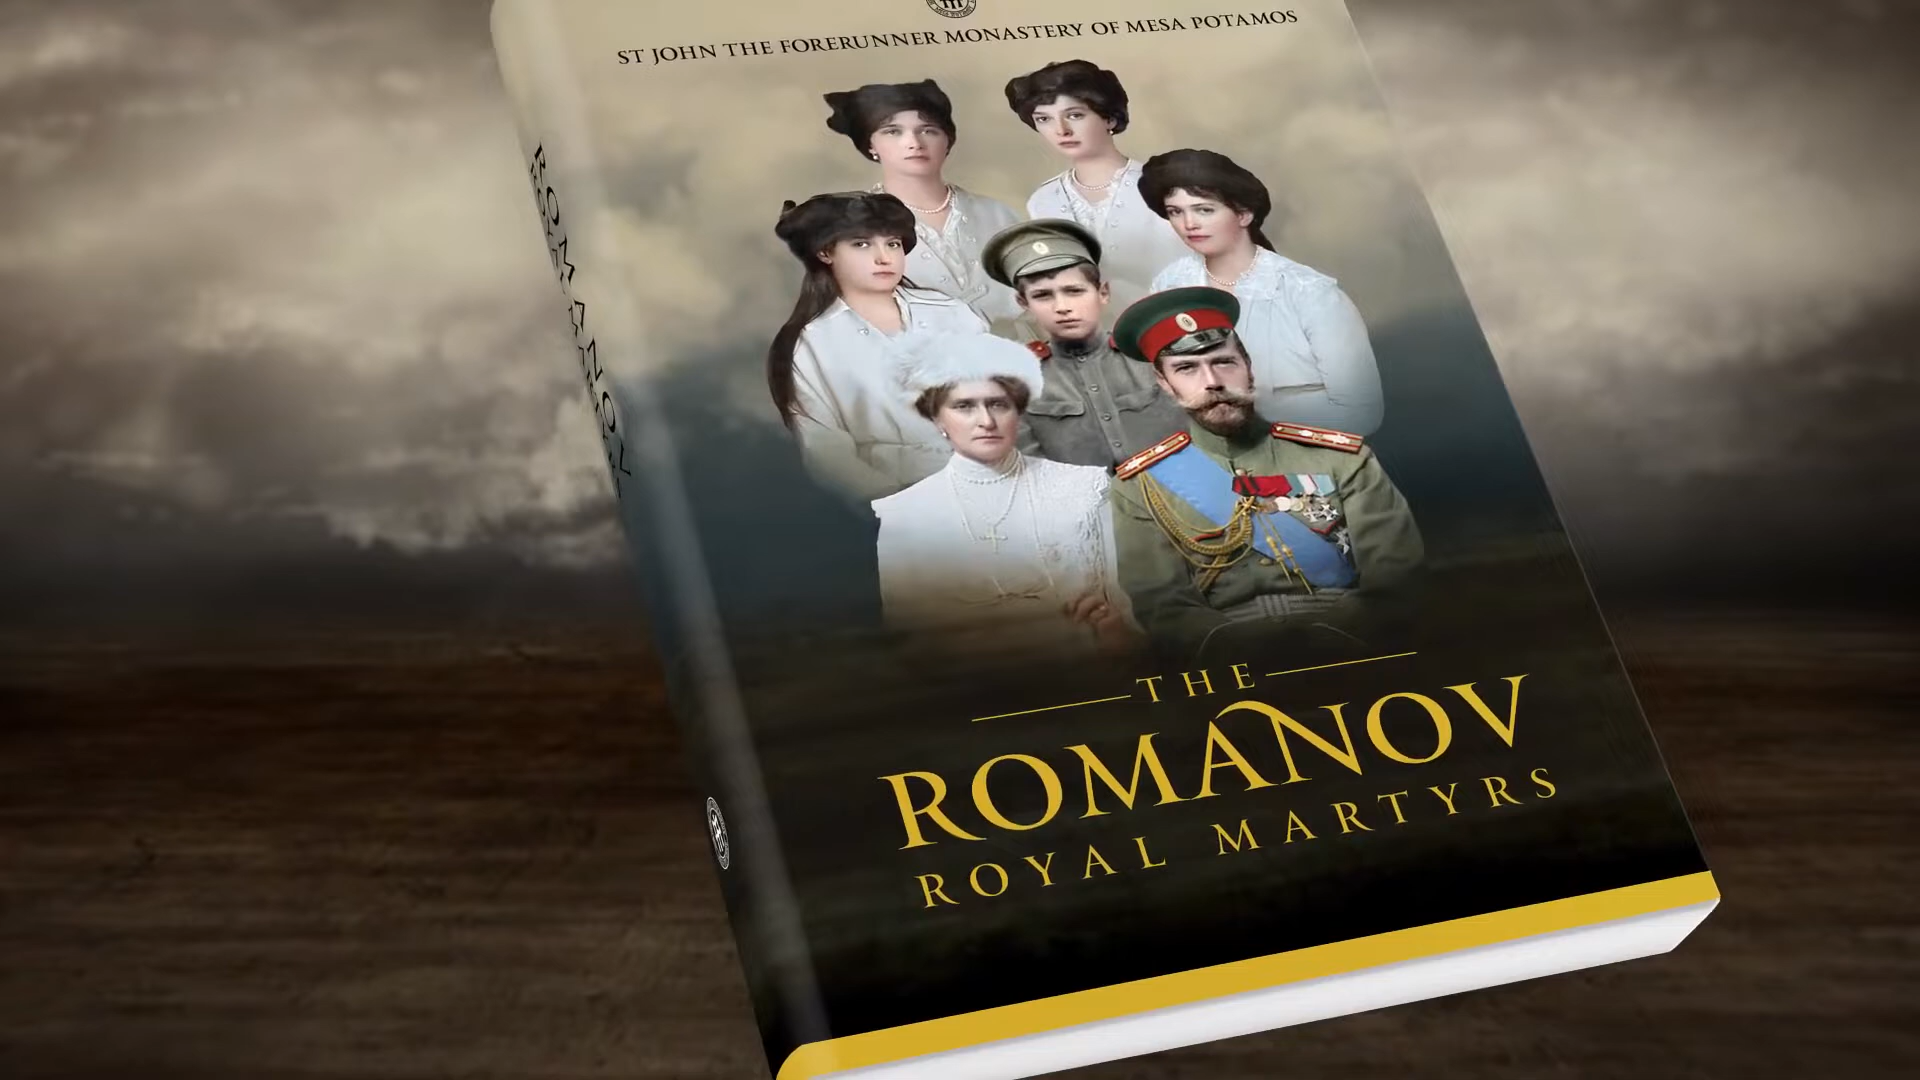 ST JOHN THE FORERUNNER MONASTERY OF MESA POTAMOS
THE
ROMANOV
ROYAL MARTYRS
ROMANOV